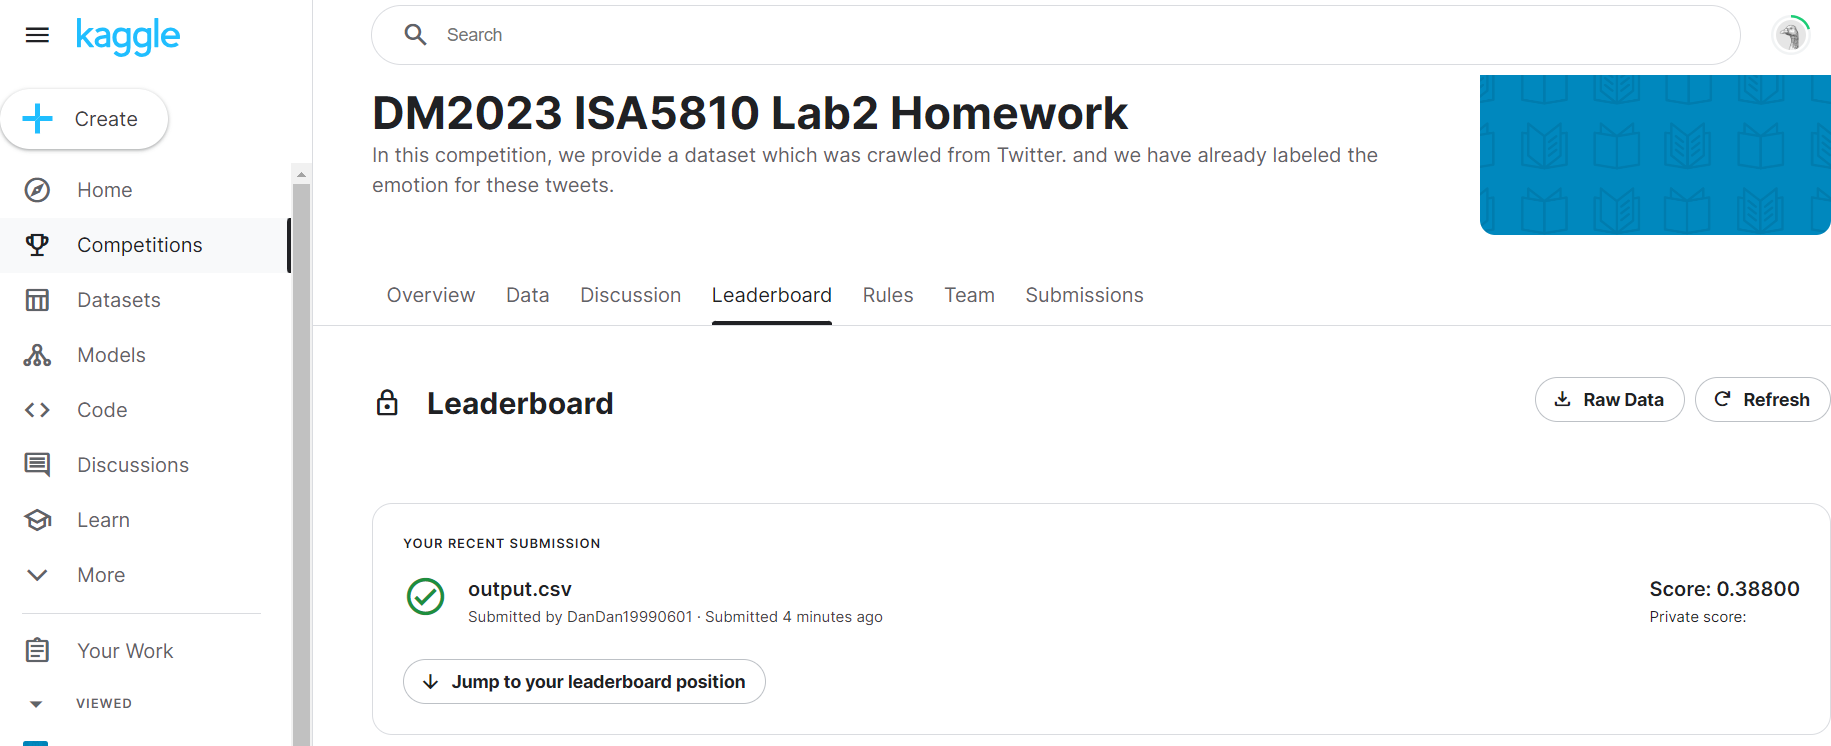 kaggle
Search
Create
Home
Competitions
Datasets
Models
Code
Discussions
Learn
More
Your Work
VIEWED
DM2023 ISA5810 Lab2 Homework
In this competition, we provide a dataset which was crawled from Twitter. and we have already labeled the
emotion for these tweets.
Overview Data Discussion Leaderboard Rules Team Submissions
Leaderboard
Raw Data Refresh
YOUR RECENT SUBMISSION
output.csv
Score: 0.38800
Submitted by DanDan19990601 · Submitted 4 minutes ago
Private score:
Jump to your leaderboard position